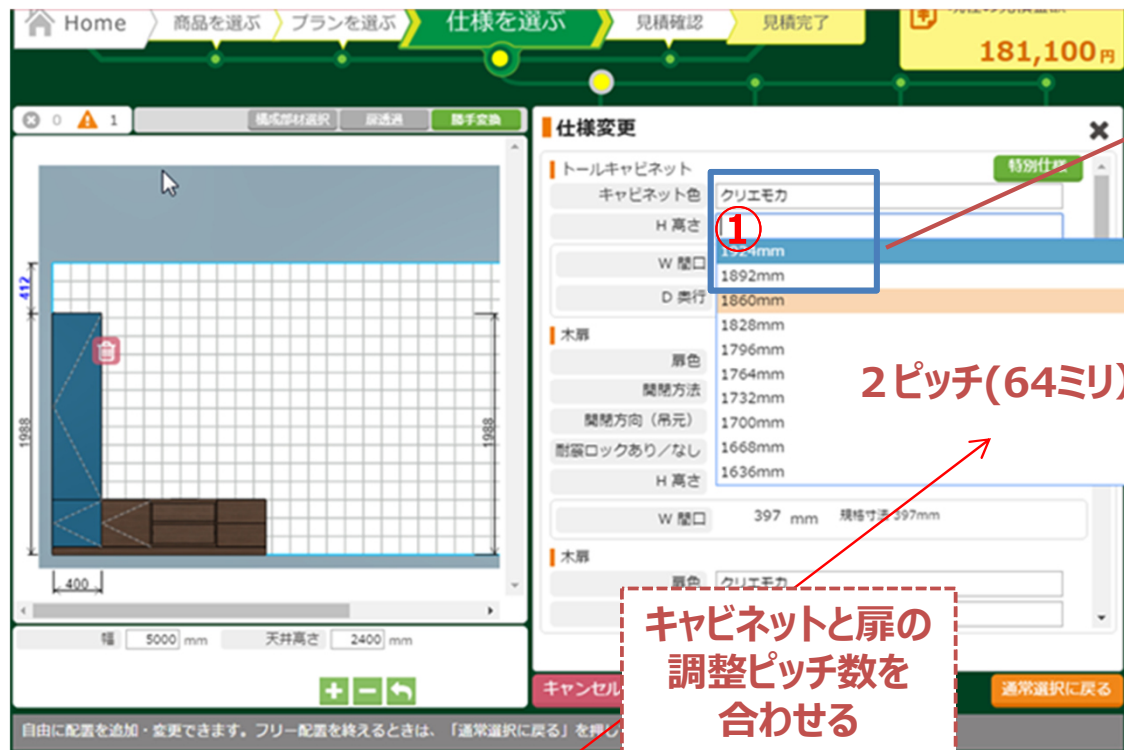 Home
商品を選ぶ
プランを選ぶ
仕様を選ぶ
見積確認
見積完了
181,100円
0
1
構成部材選択
扉透過
勝手変換
仕様変更
トールキャビネット
特別仕様
キャビネット色
クリエモカ
H 高さ
①
1924mm
W 間口
1892mm
D 奥行
1860mm
1828mm
木扉
1796mm
扉色
1764mm
開閉方法
1732mm
２ピッチ(64ミリ)
開閉方向（吊元）
1700mm
耐震ロックあり／なし
1668mm
H 高さ
1636mm
W 間口
397 mm
規格寸法 397mm
木扉
扉色
クリエモカ
412
1988
1988
400
幅
5000 mm
天井高さ
2400 mm
キャビネットと扉の
調整ピッチ数を
合わせる
キャンセル
通常選択に戻る
自由に配置を追加・変更できます。フリー配置を終えるときは、「通常選択に戻る」を押し